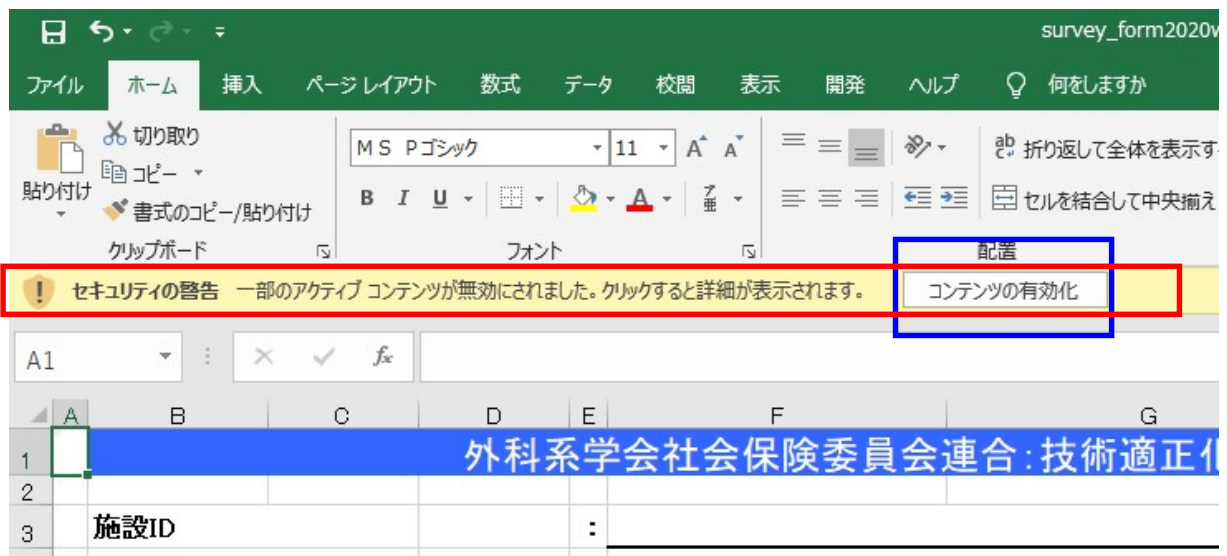 survey_form2020w
ファイル ホーム 挿入 ページ レイアウト 数式 データ 校閲 表示 開発 ヘルプ 何をしますか
切り取り
コピー
書式のコピー/貼り付け
貼り付け
クリップボード
ＭＳ Ｐゴシック 11 A A
B I U A ア亜
フォント
ab 折り返して全体を表示す
セルを結合して中央揃え
配置
セキュリティの警告 一部のアクティブ コンテンツが無効にされました。クリックすると詳細が表示されます。 コンテンツの有効化
A1 fx
A B C D E F G
1 外科系学会社会保険委員会連合:技術適正化
2
3 施設ID :